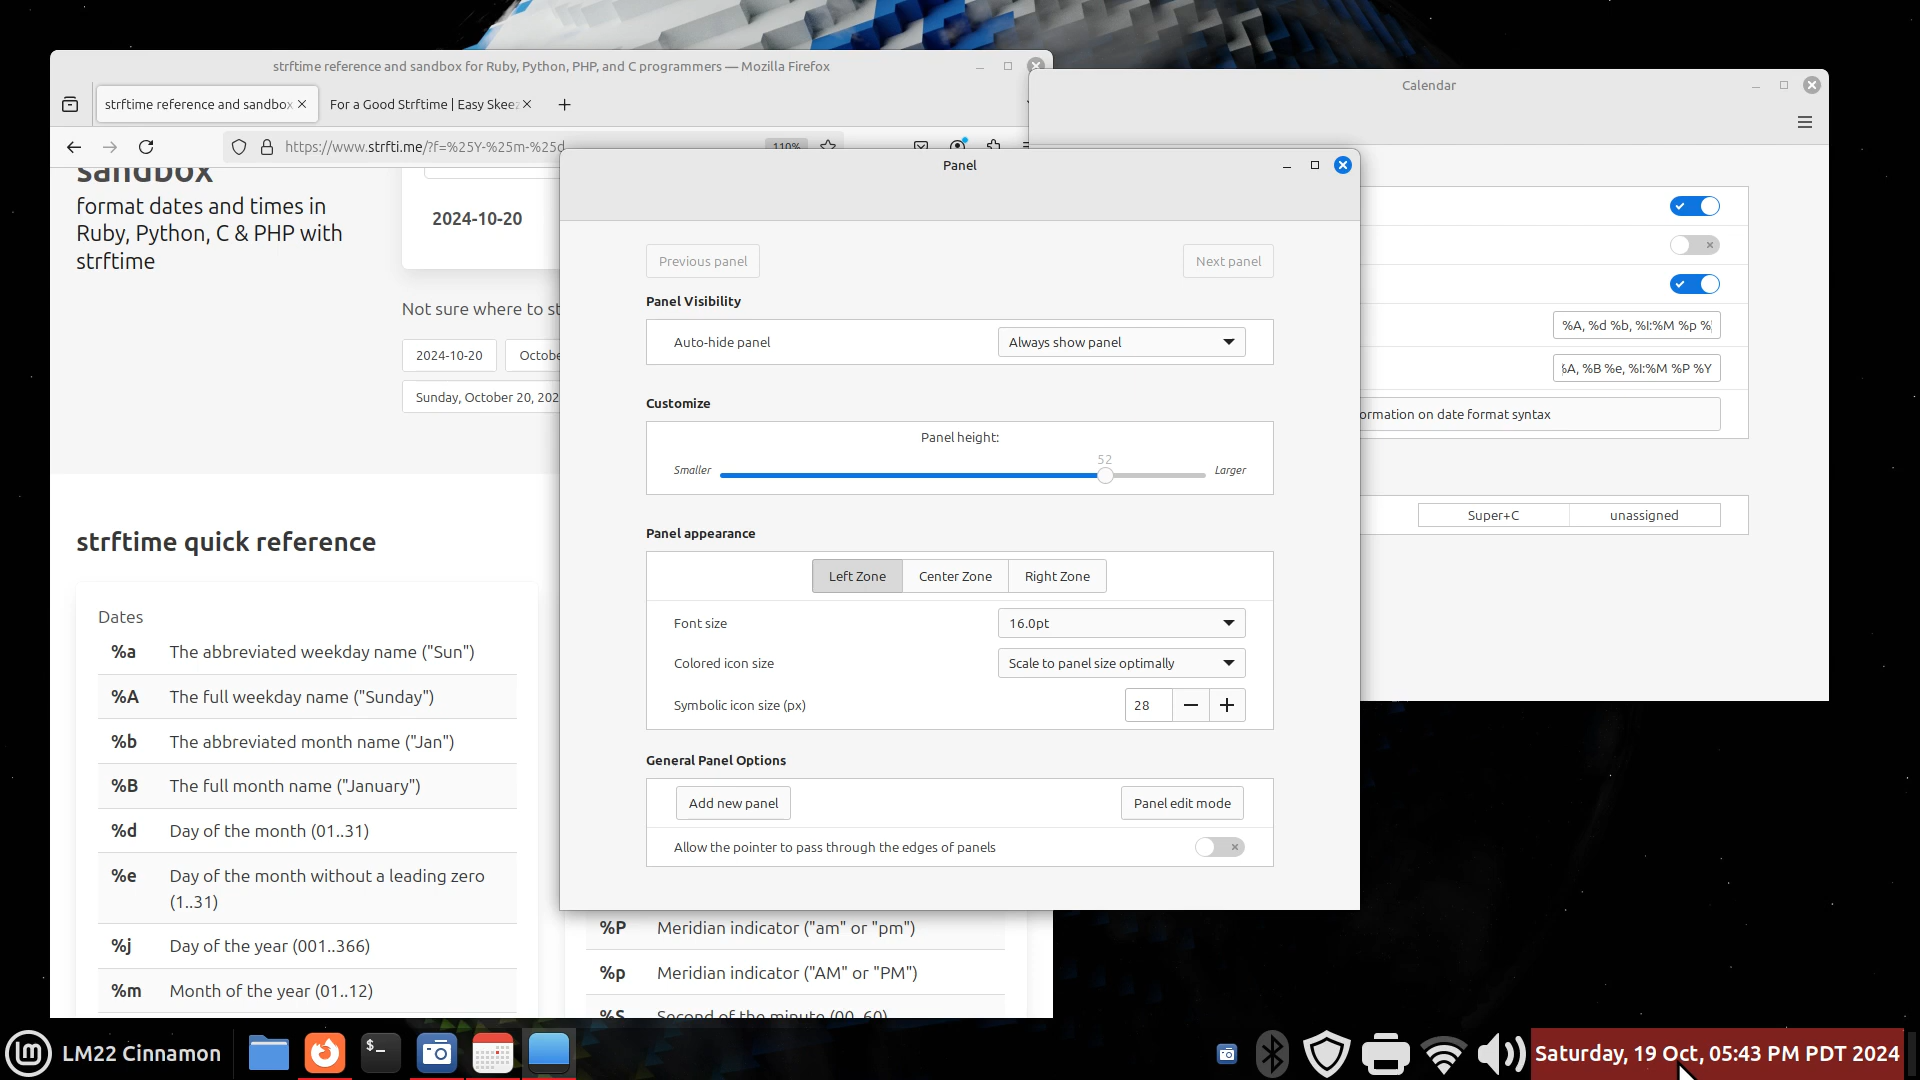 strftime reference and sandbox for Ruby, Python, PHP, and C programmers — Mozilla Firefox
strftime reference and sandbox
For a Good Strftime | Easy Skeez
https://www.strfti.me/?f=%25Y-%25m-%25d
110%
sandbox
format dates and times in
Ruby, Python, C & PHP with
strftime
2024-10-20
Not sure where to st
2024-10-20
Octobe
Sunday, October 20, 202
strftime quick reference
Dates
%a The abbreviated weekday name ("Sun")
%A The full weekday name ("Sunday")
%b The abbreviated month name ("Jan")
%B The full month name ("January")
%d Day of the month (01..31)
%e Day of the month without a leading zero
(1..31)
%j Day of the year (001..366)
%m Month of the year (01..12)
%P Meridian indicator ("am" or "pm")
%p Meridian indicator ("AM" or "PM")
%S Second of the minute (00..60)
Panel
Previous panel
Next panel
Panel Visibility
Auto-hide panel
Always show panel
Customize
Panel height:
52
Smaller
Larger
Panel appearance
Left Zone
Center Zone
Right Zone
Font size
16.0pt
Colored icon size
Scale to panel size optimally
Symbolic icon size (px)
28
General Panel Options
Add new panel
Panel edit mode
Allow the pointer to pass through the edges of panels
Calendar
%A, %d %b, %I:%M %p %
%A, %B %e, %I:%M %P %Y
ormation on date format syntax
Super+C
unassigned
LM22 Cinnamon
Saturday, 19 Oct, 05:43 PM PDT 2024